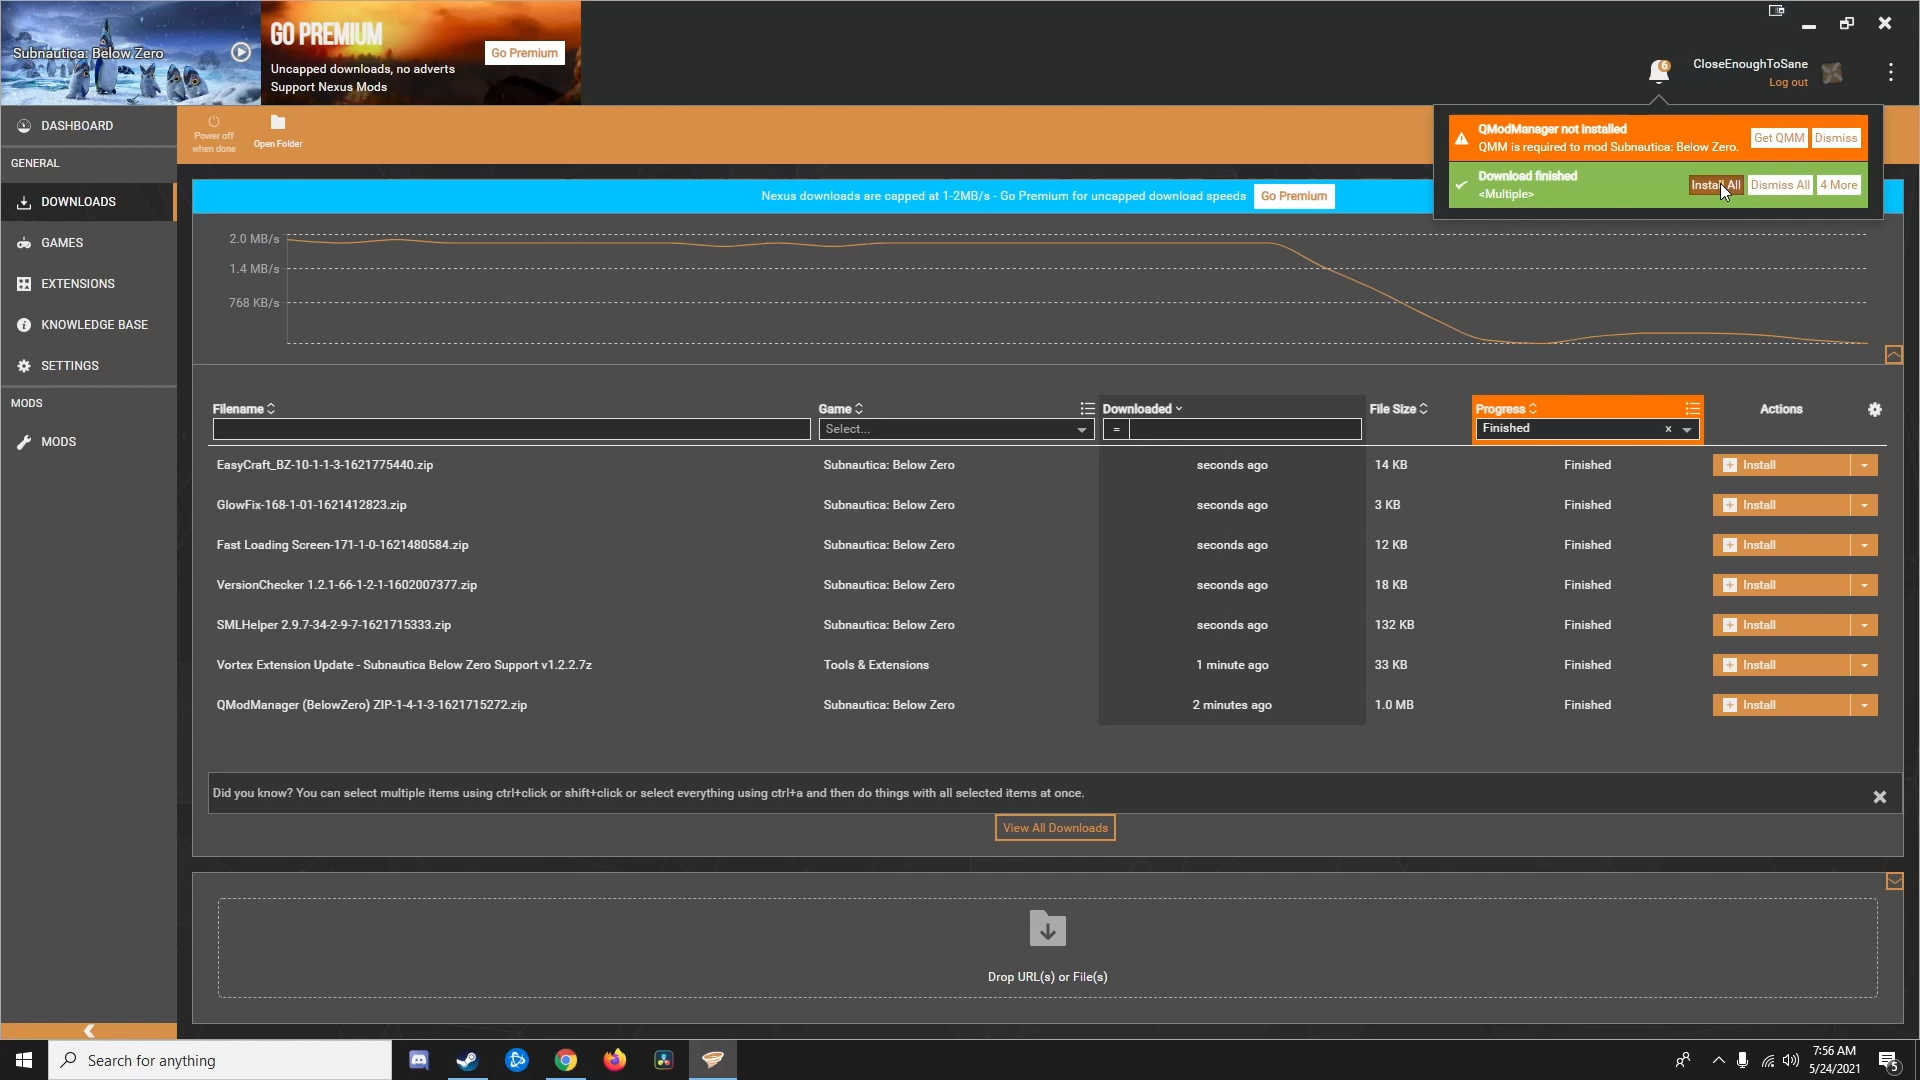 Subnautica: Below Zero
GO PREMIUM
Uncapped downloads, no adverts
Support Nexus Mods
Go Premium
6
CloseEnoughToSane
Log out
DASHBOARD
GENERAL
DOWNLOADS
GAMES
EXTENSIONS
KNOWLEDGE BASE
SETTINGS
MODS
MODS
Power off
when done
Open Folder
QModManager not installed
QMM is required to mod Subnautica: Below Zero.
Get QMM
Dismiss
Download finished
<Multiple>
Install All
Dismiss All
4 More
Nexus downloads are capped at 1-2MB/s - Go Premium for uncapped download speeds
Go Premium
2.0 MB/s
1.4 MB/s
768 KB/s
Filename Game Downloaded File Size Progress Actions
Select... = Finished x
EasyCraft_BZ-10-1-1-3-1621775440.zip Subnautica: Below Zero seconds ago 14 KB Finished Install
GlowFix-168-1-01-1621412823.zip Subnautica: Below Zero seconds ago 3 KB Finished Install
Fast Loading Screen-171-1-0-1621480584.zip Subnautica: Below Zero seconds ago 12 KB Finished Install
VersionChecker 1.2.1-66-1-2-1-1602007377.zip Subnautica: Below Zero seconds ago 18 KB Finished Install
SMLHelper 2.9.7-34-2-9-7-1621715333.zip Subnautica: Below Zero seconds ago 132 KB Finished Install
Vortex Extension Update - Subnautica Below Zero Support v1.2.2.7z Tools & Extensions 1 minute ago 33 KB Finished Install
QModManager (BelowZero) ZIP-1-4-1-3-1621715272.zip Subnautica: Below Zero 2 minutes ago 1.0 MB Finished Install
Did you know? You can select multiple items using ctrl+click or shift+click or select everything using ctrl+a and then do things with all selected items at once.
View All Downloads
Drop URL(s) or File(s)
Search for anything
7:56 AM
5/24/2021
5